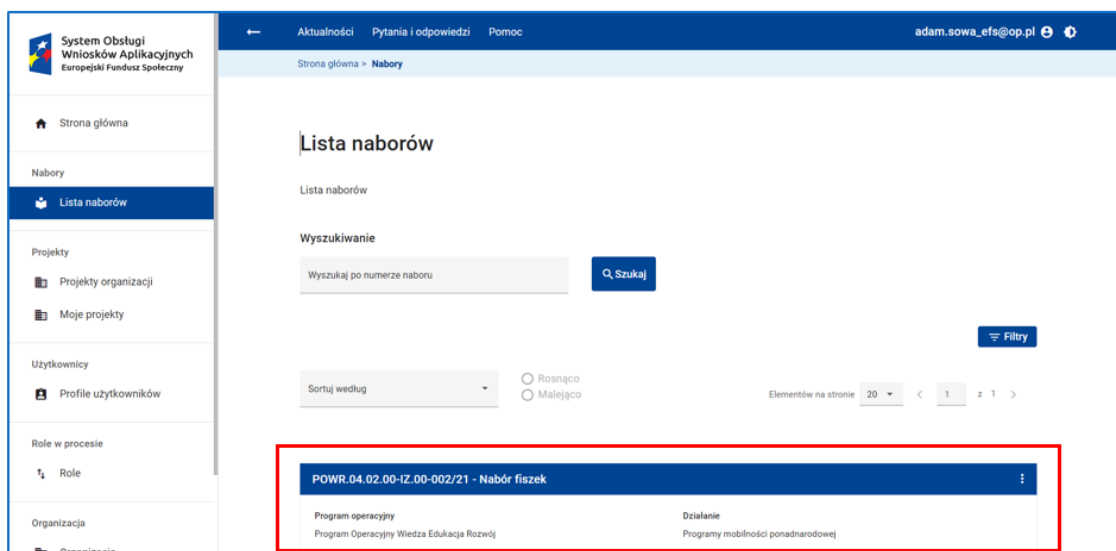 System Obsługi
Wniosków Aplikacyjnych
Europejski Fundusz Społeczny
Aktualności Pytania i odpowiedzi Pomoc
adam.sowa_efs@op.pl
Strona główna > Nabory
Strona główna
Nabory
Lista naborów
Projekty
Projekty organizacji
Moje projekty
Użytkownicy
Profile użytkowników
Role w procesie
Role
Organizacja
Organizacje
Lista naborów
Lista naborów
Wyszukiwanie
Wyszukaj po numerze naboru
Szukaj
Filtry
Sortuj według
Rosnąco
Malejąco
Elementów na stronie 20 < 1 z 1 >
POWR.04.02.00-IZ.00-002/21 - Nabór fiszek
Program operacyjny
Program Operacyjny Wiedza Edukacja Rozwój
Działanie
Programy mobilności ponadnarodowej